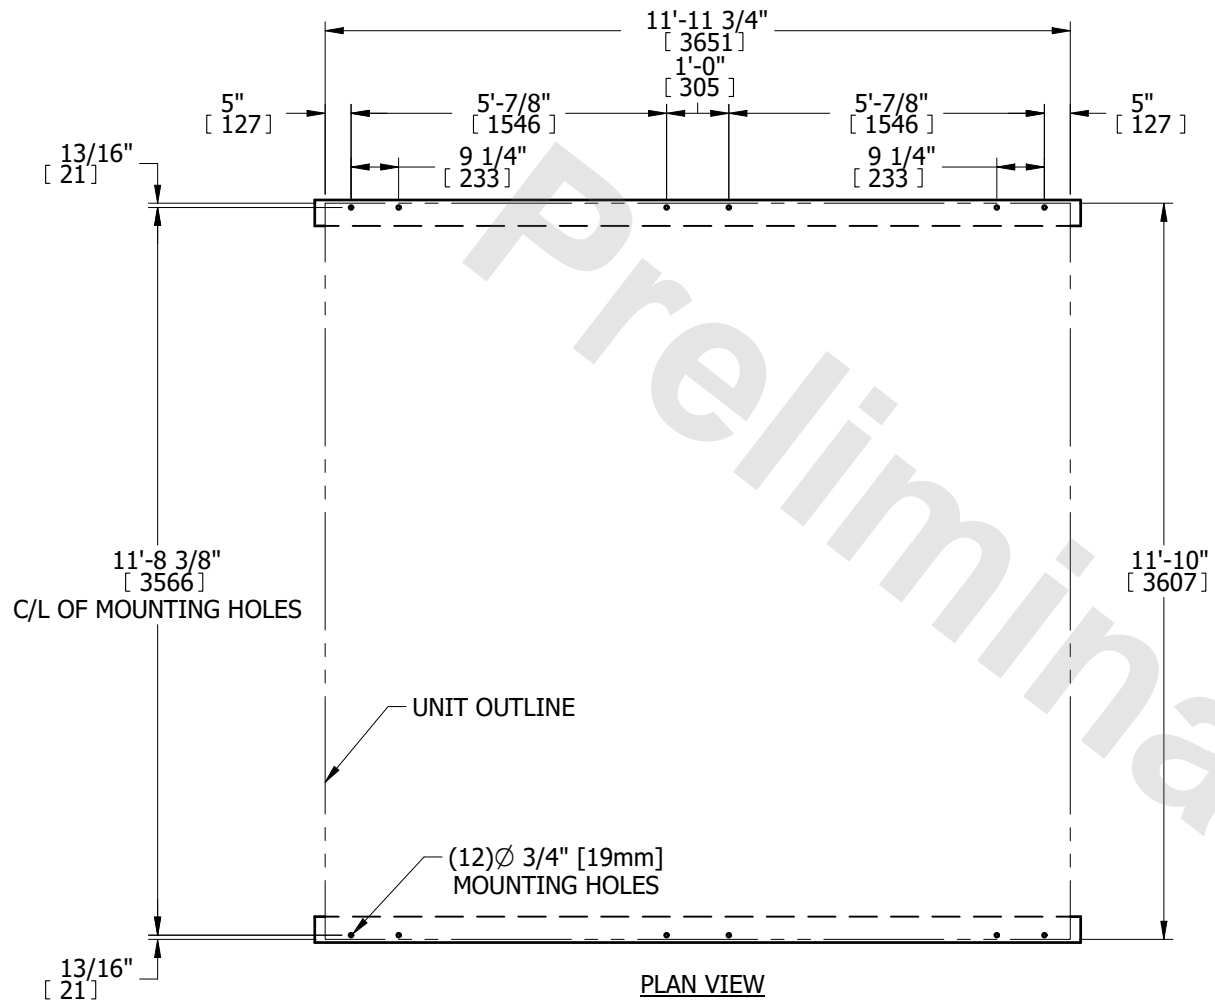 11'-11 3/4"
[ 3651]
1'-0"
[ 305 ]
5"
[ 127]
5'-7/8"
[ 1546 ]
5'-7/8"
[ 1546 ]
5"
[ 127 ]
13/16"
[ 21]
9 1/4"
[ 233]
9 1/4"
[ 233 ]
11'-8 3/8"
[ 3566]
C/L OF MOUNTING HOLES
11'-10"
[ 3607]
UNIT OUTLINE
(12)∅ 3/4" [19mm]
MOUNTING HOLES
13/16"
[ 21]
PLAN VIEW
Prelimina